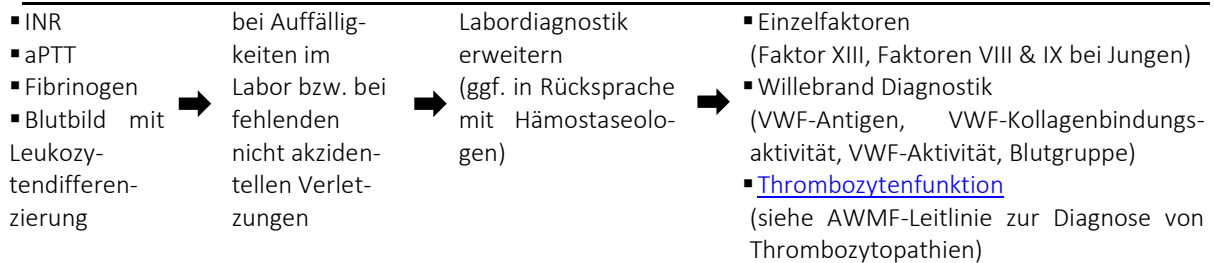 ▪ INR
▪ aPTT
▪ Fibrinogen
▪ Blutbild mit
Leukozy-
tendifferen-
zierung
bei Auffällig-
keiten im
Labor bzw. bei
fehlenden
nicht akziden-
tellen Verlet-
zungen
Labordiagnostik
erweitern
(ggf. in Rücksprache
mit Hämostaseolo-
gen)
▪ Einzelfaktoren
(Faktor XIII, Faktoren VIII & IX bei Jungen)
▪ Willebrand Diagnostik
(VWF-Antigen, VWF-Kollagenbindungs-
aktivität, VWF-Aktivität, Blutgruppe)
▪ Thrombozytenfunktion
(siehe AWMF-Leitlinie zur Diagnose von
Thrombozytopathien)